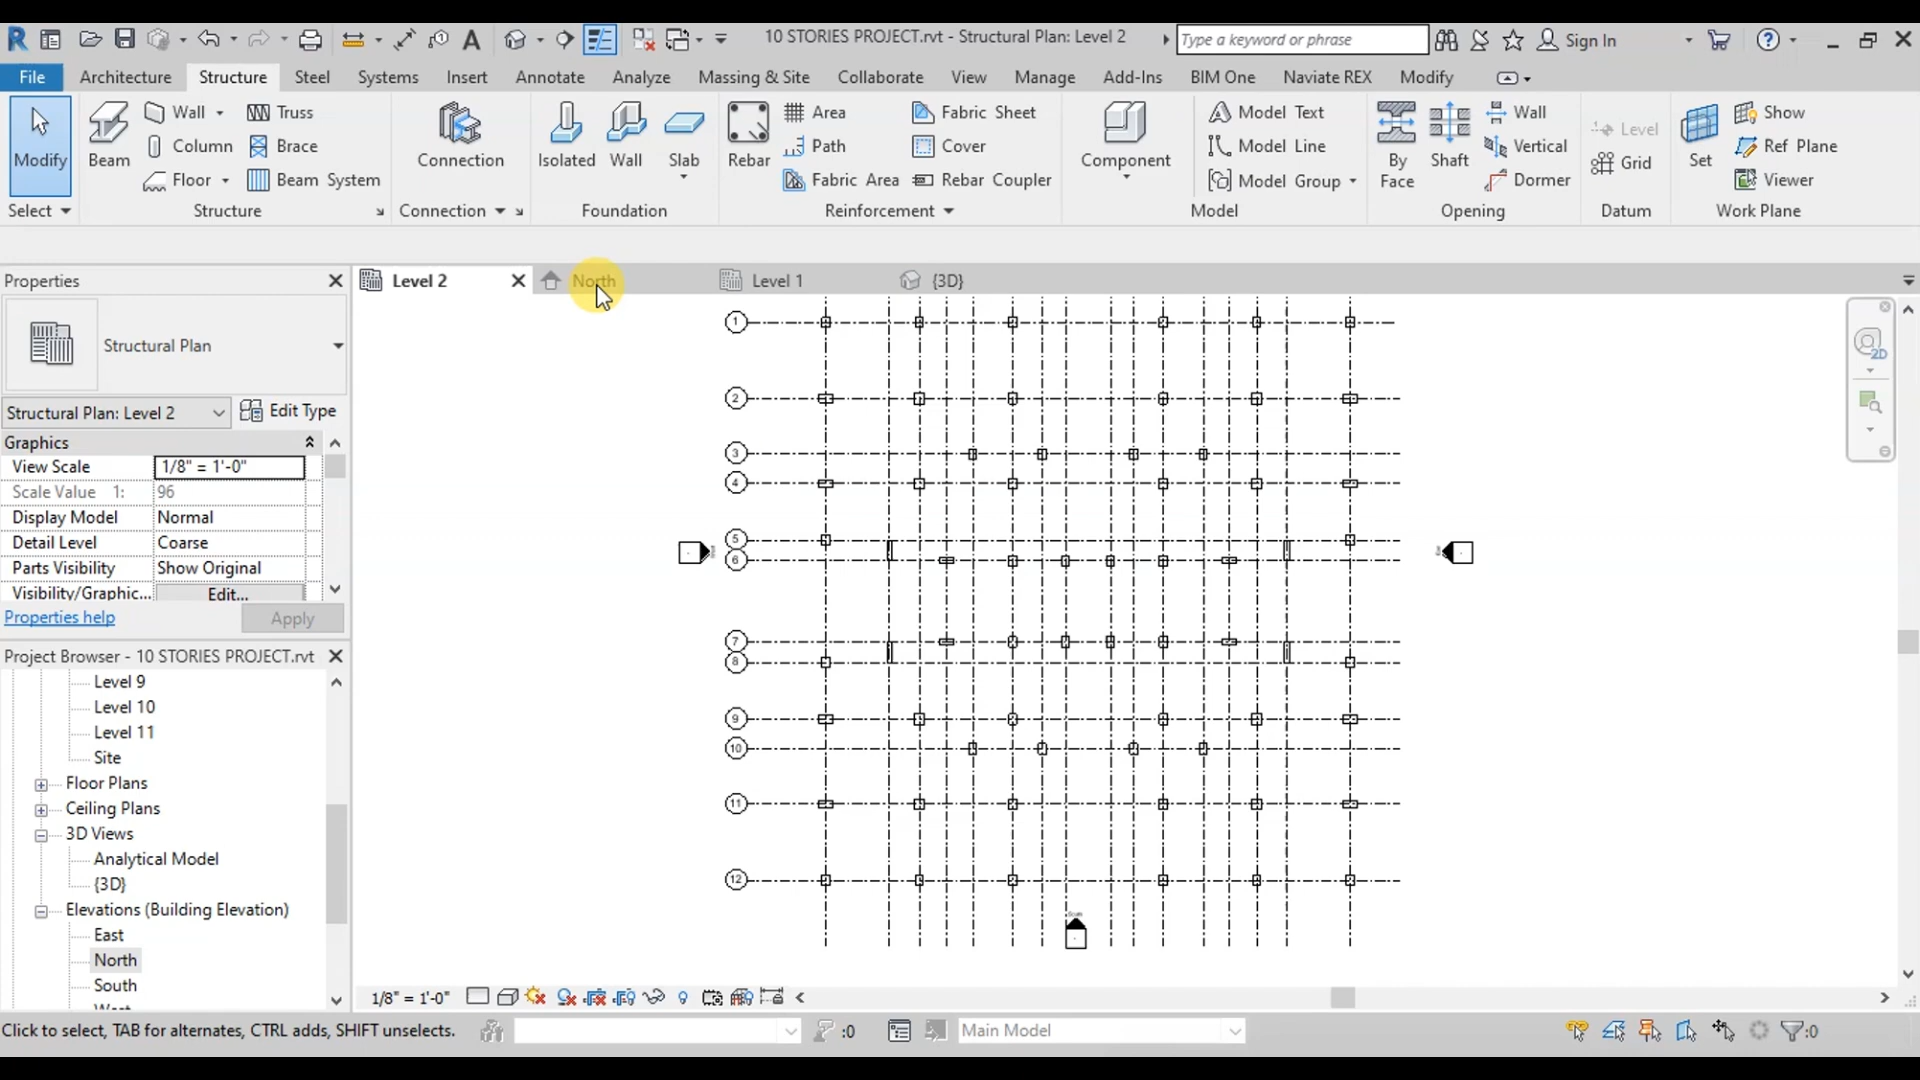 10 STORIES PROJECT.rvt - Structural Plan: Level 2
Type a keyword or phrase
Sign In
File Architecture Structure Steel Systems Insert Annotate Analyze Massing & Site Collaborate View Manage Add-Ins BIM One Naviate REX Modify
Wall Truss Area Fabric Sheet Model Text Wall Show
Column Brace Path Cover Model Line Vertical Level Ref Plane
Modify Beam Connection Isolated Wall Slab Rebar Component By Face Shaft Grid Set
Floor Beam System Fabric Area Rebar Coupler Model Group Dormer Viewer
Select Structure Connection Foundation Reinforcement Model Opening Datum Work Plane
Properties
Level 2 North Level 1 {3D}
Structural Plan
Structural Plan: Level 2 Edit Type
Graphics
View Scale 1/8" = 1'-0"
Scale Value 1: 96
Display Model Normal
Detail Level Coarse
Parts Visibility Show Original
Visibility/Graphic... Edit...
Properties help Apply
Project Browser - 10 STORIES PROJECT.rvt
Level 9
Level 10
Level 11
Site
Floor Plans
Ceiling Plans
3D Views
Analytical Model
{3D}
Elevations (Building Elevation)
East
North
South
1
2
3
4
5
6
7
8
9
10
11
12
2D
1/8" = 1'-0"
Click to select, TAB for alternates, CTRL adds, SHIFT unselects.
:0
Main Model
:0